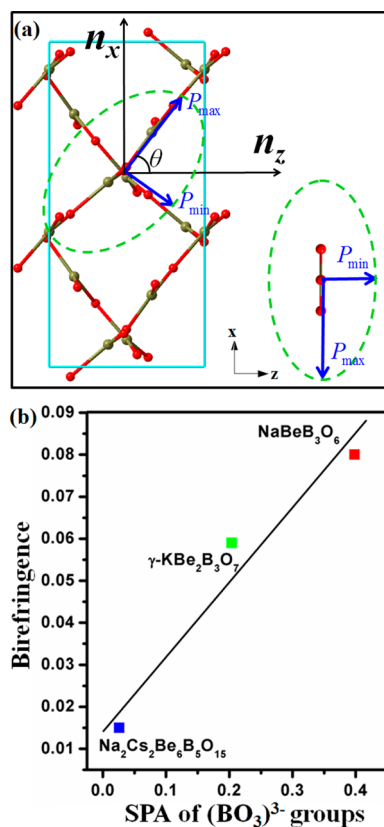 (a)
nₓ
P_max
θ
n_z
P_min
P_min
P_max
x
z
(b)
0.09
0.08
0.07
0.06
0.05
0.04
0.03
0.02
0.01
Birefringence
NaBeB₃O₆
γ-KBe₂B₃O₇
Na₂Cs₂Be₆B₅O₁₅
0.0 0.1 0.2 0.3 0.4
SPA of (BO₃)³⁻ groups